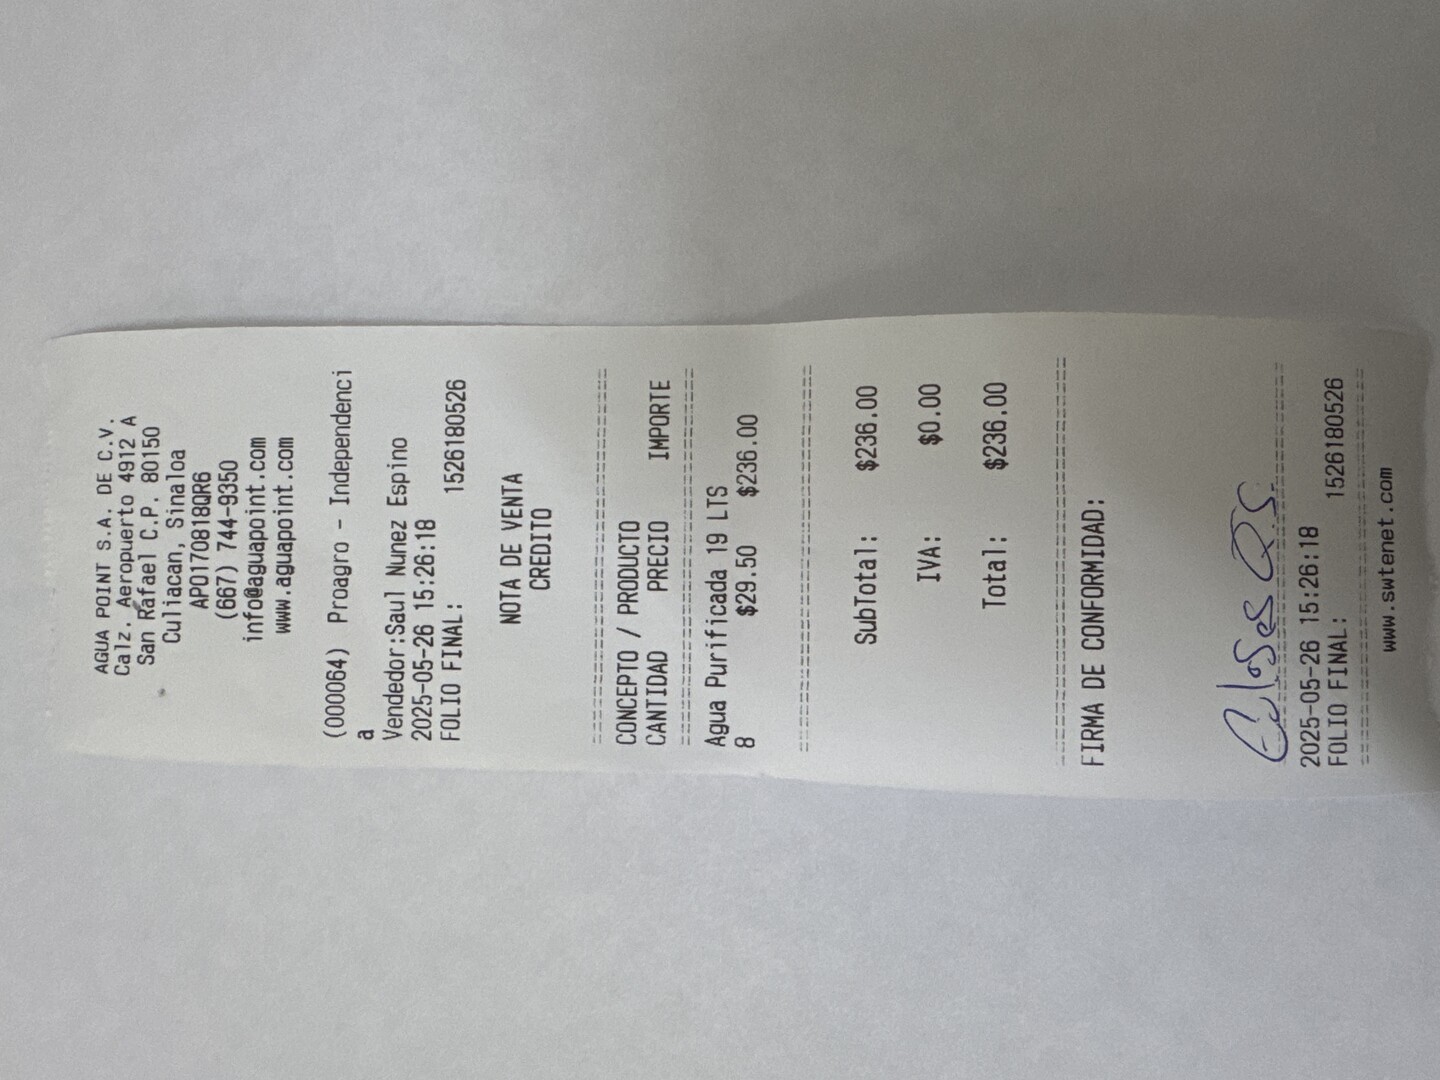 AGUA POINT S.A. DE C.V.
Calz. Aeropuerto 4912 A
San Rafael C.P. 80150
Culiacan, Sinaloa
APO170818QR6
(667) 744-9350
info@aguapoint.com
www.aguapoint.com
(000064) Proagro - Independenci
a
Vendedor:Saul Nunez Espino
2025-05-26 15:26:18
FOLIO FINAL: 1526180526
NOTA DE VENTA
CREDITO
===============================
CONCEPTO / PRODUCTO
CANTIDAD PRECIO IMPORTE
===============================
Agua Purificada 19 LTS
8 $29.50 $236.00
===============================
SubTotal: $236.00
IVA: $0.00
Total: $236.00
===============================
FIRMA DE CONFORMIDAD:
===============================
2025-05-26 15:26:18
FOLIO FINAL: 1526180526
===============================
www.swtenet.com